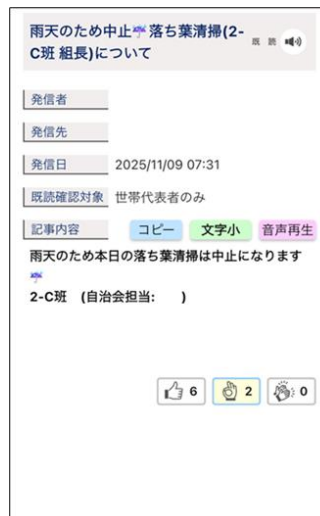 雨天のため中止☔落ち葉清掃(2-
C班 組長)について
既 読
発信者
発信先
発信日 2025/11/09 07:31
既読確認対象 世帯代表者のみ
記事内容 コピー 文字小 音声再生
雨天のため本日の落ち葉清掃は中止になります
☔
2-C班 (自治会担当: )
6 2 0